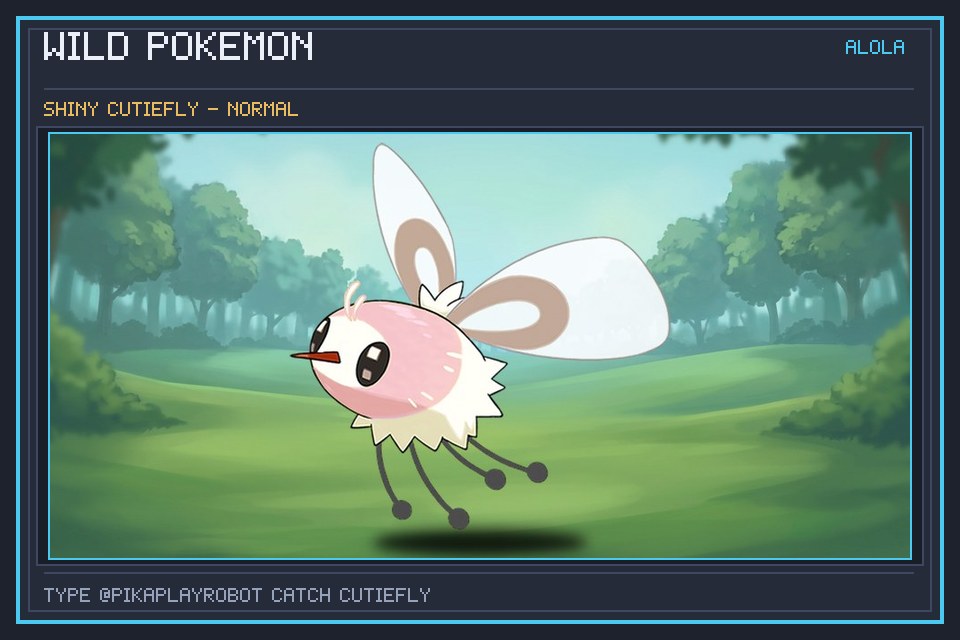 WILD POKEMON
ALOLA
SHINY CUTIEFLY - NORMAL
TYPE @PIKAPLAYROBOT CATCH CUTIEFLY